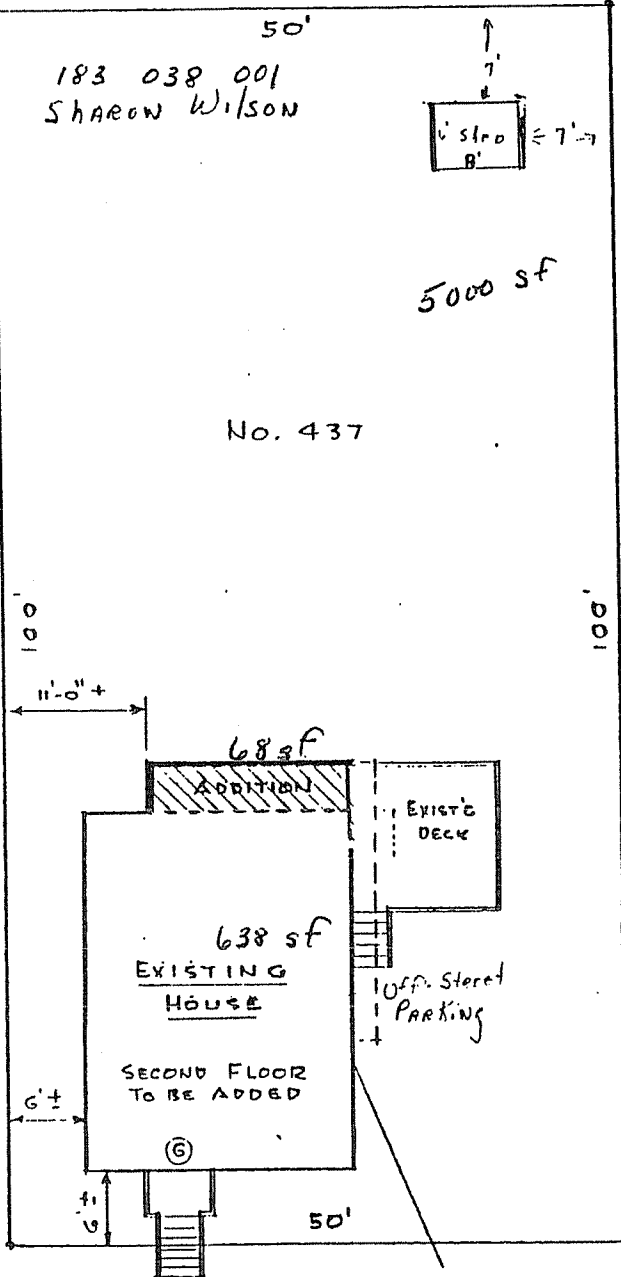 50'
183 038 001
SHARON WILSON
7'
8'
7'
5000 sf
No. 437
100'
100'
11'-0" +
68 sf
ADDITION
EXIST'G
DECK
638 sf
EXISTING
HOUSE
Off. Street
PARKING
SECOND FLOOR
TO BE ADDED
6' ±
G
6' ±
50'